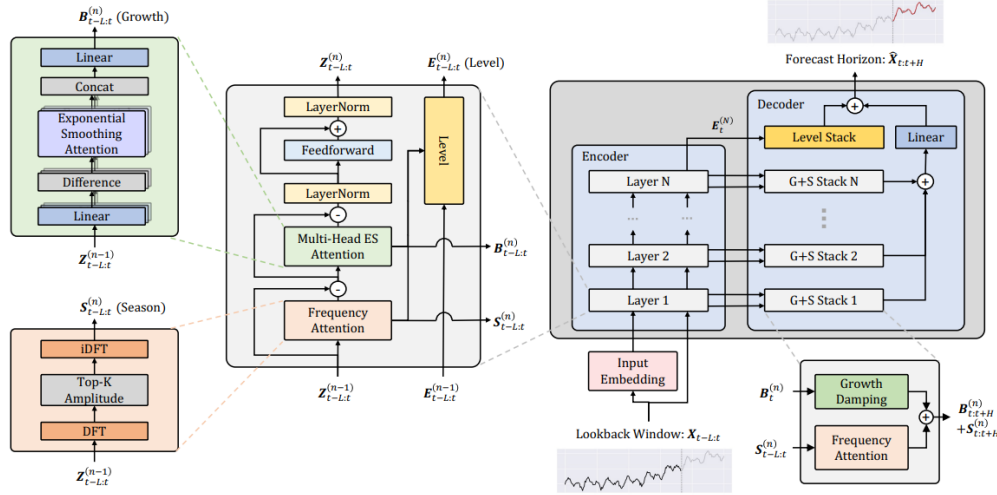 B_{t-L:t}^{(n)} (Growth)
Linear
Concat
Exponential
Smoothing
Attention
Difference
Linear
Z_{t-L:t}^{(n-1)}
S_{t-L:t}^{(n)} (Season)
iDFT
Top-K
Amplitude
DFT
Z_{t-L:t}^{(n-1)}
Z_{t-L:t}^{(n)}
E_{t-L:t}^{(n)} (Level)
LayerNorm
+
Feedforward
LayerNorm
-
Multi-Head ES
Attention
-
Frequency
Attention
Level
B_{t-L:t}^{(n)}
S_{t-L:t}^{(n)}
Z_{t-L:t}^{(n-1)}
E_{t-L:t}^{(n-1)}
Forecast Horizon: X̂_{t:t+H}
Decoder
+
E_t^{(N)}
Level Stack
Linear
Encoder
Layer N
G+S Stack N
+
...
...
⋮
Layer 2
G+S Stack 2
Layer 1
G+S Stack 1
Input
Embedding
Lookback Window: X_{t-L:t}
B_t^{(n)}
Growth
Damping
S_{t-L:t}^{(n)}
Frequency
Attention
+
B_{t:t+H}^{(n)}
+S_{t:t+H}^{(n)}